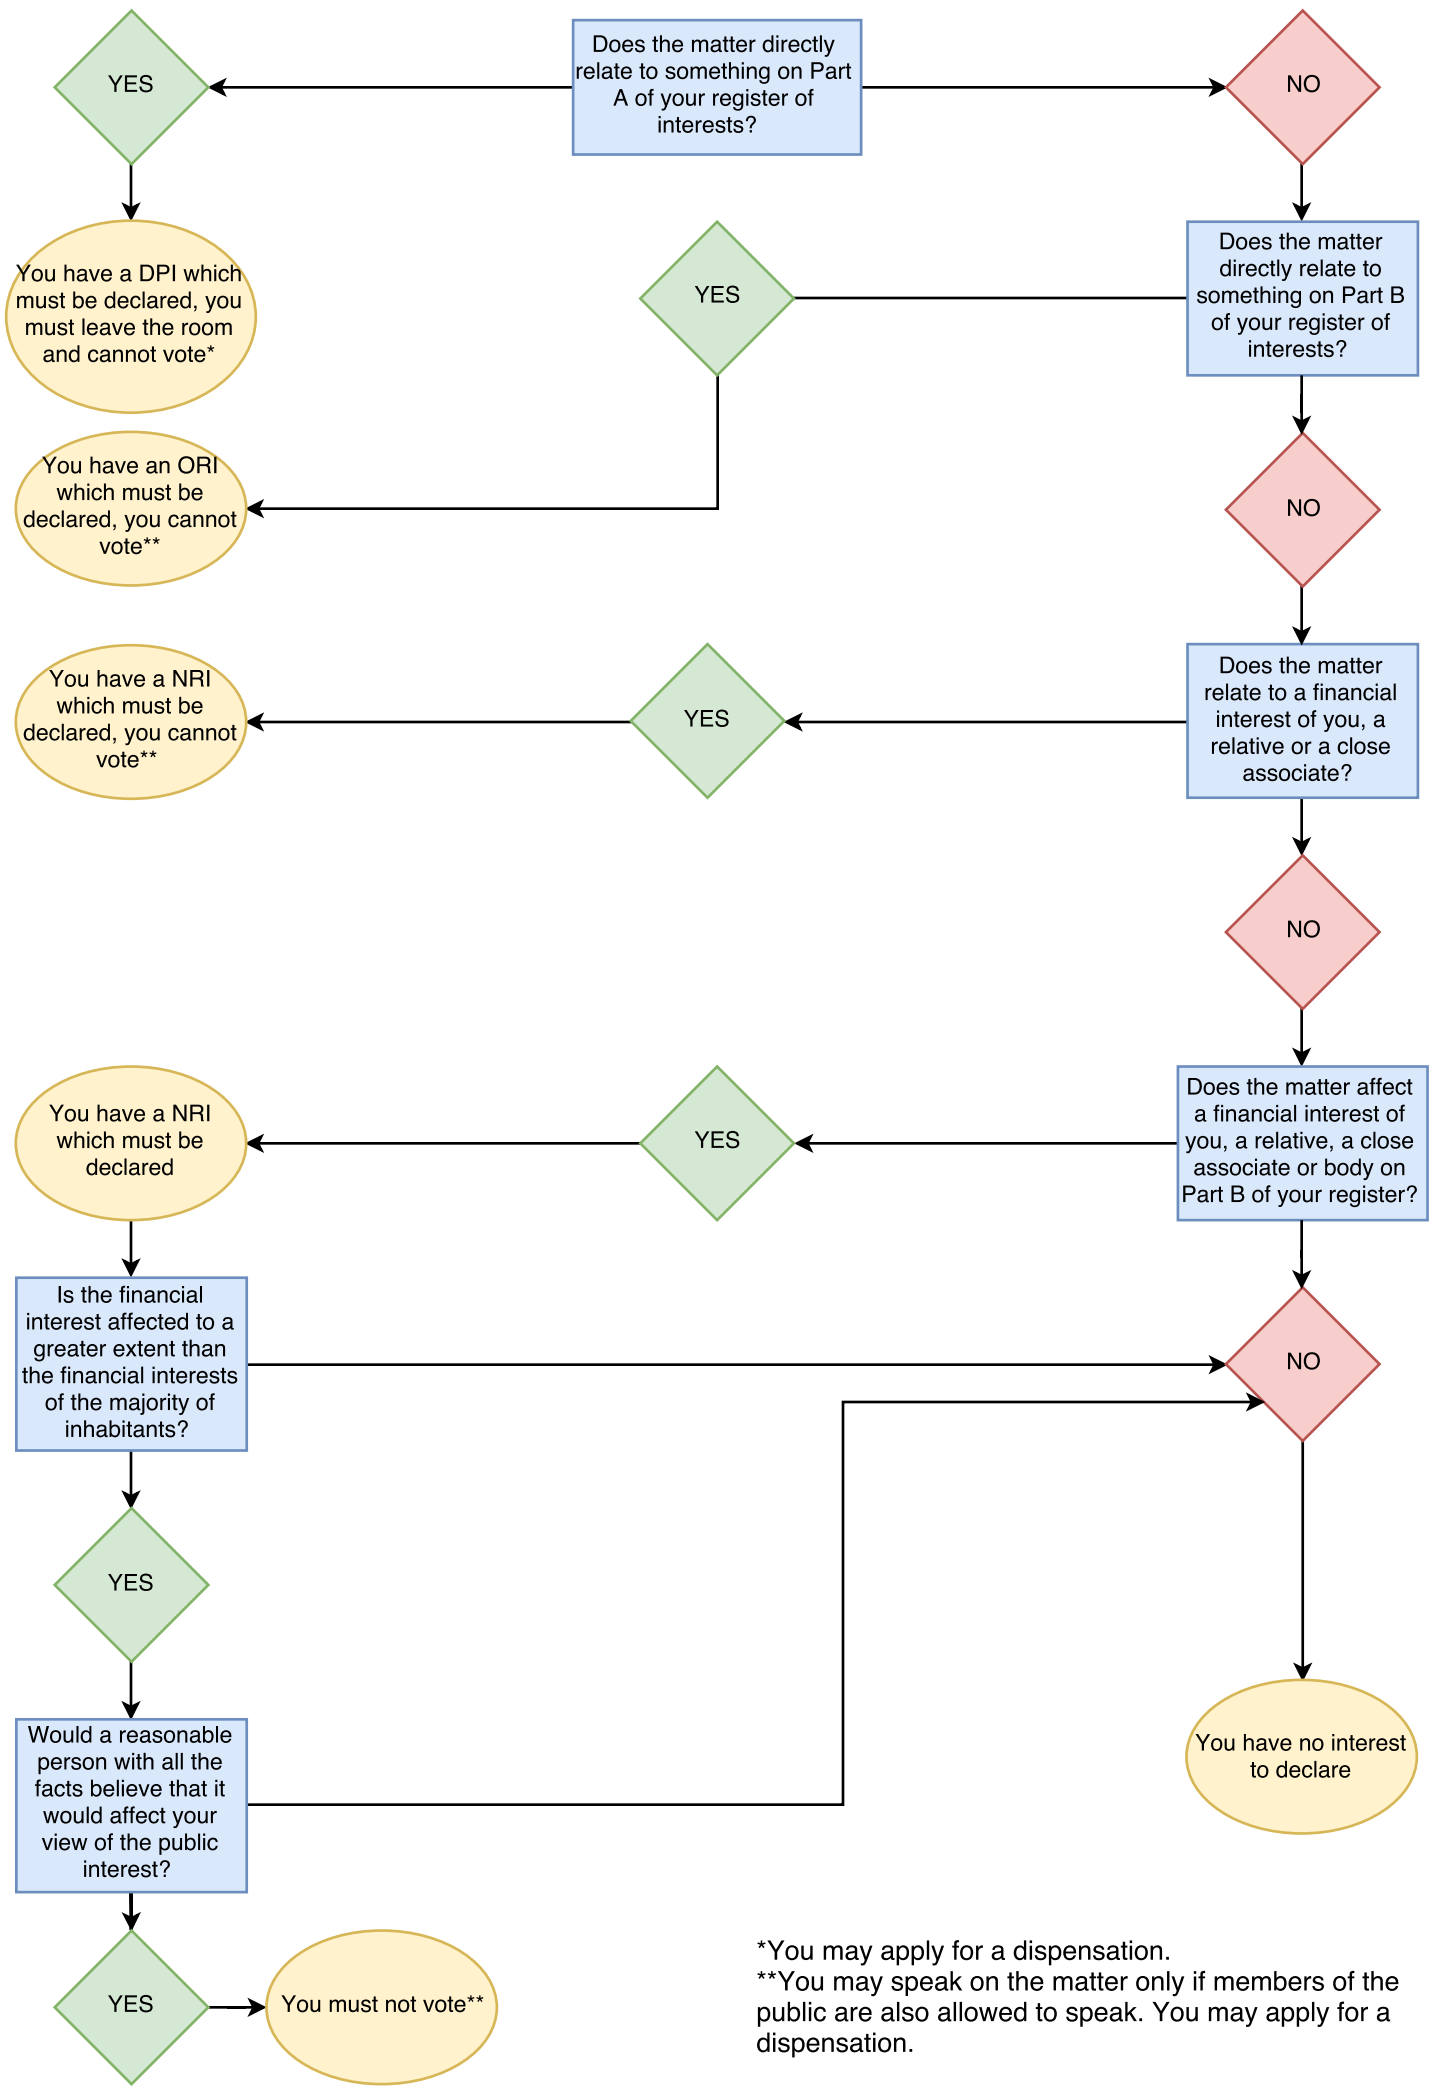 YES
Does the matter directly
relate to something on Part
A of your register of
interests?
NO
You have a DPI which
must be declared, you
must leave the room
and cannot vote*
YES
Does the matter
directly relate to
something on Part B
of your register of
interests?
You have an ORI
which must be
declared, you cannot
vote**
NO
You have a NRI
which must be
declared, you cannot
vote**
YES
Does the matter
relate to a financial
interest of you, a
relative or a close
associate?
NO
You have a NRI
which must be
declared
YES
Does the matter affect
a financial interest of
you, a relative, a close
associate or body on
Part B of your register?
Is the financial
interest affected to a
greater extent than
the financial interests
of the majority of
inhabitants?
NO
YES
Would a reasonable
person with all the
facts believe that it
would affect your
view of the public
interest?
You have no interest
to declare
YES
You must not vote**
*You may apply for a dispensation.
**You may speak on the matter only if members of the
public are also allowed to speak. You may apply for a
dispensation.